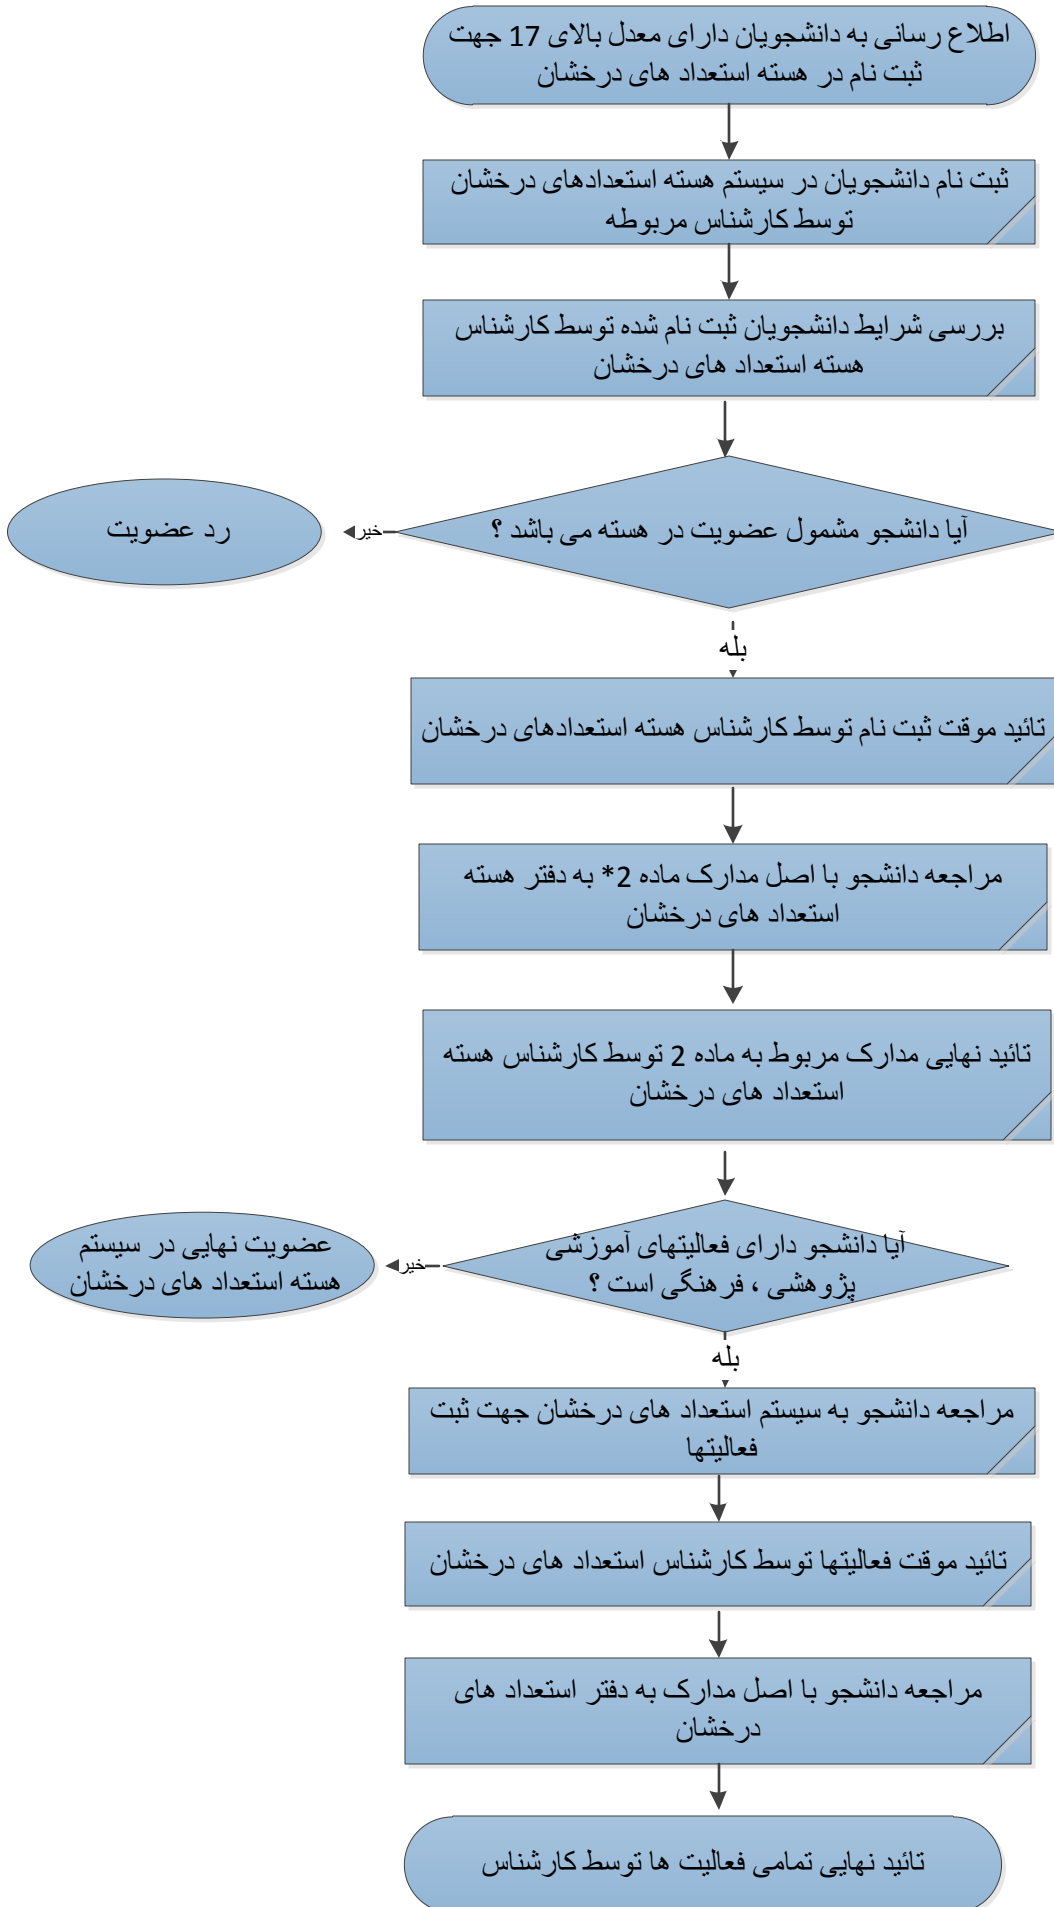 اطلاع رسانی به دانشجویان دارای معدل بالای 17 جهت
ثبت نام در هسته استعداد های درخشان
ثبت نام دانشجویان در سیستم هسته استعدادهای درخشان
توسط کارشناس مربوطه
بررسی شرایط دانشجویان ثبت نام شده توسط کارشناس
هسته استعداد های درخشان
آیا دانشجو مشمول عضویت در هسته می باشد ؟
خیر
رد عضویت
بله
تائید موقت ثبت نام توسط کارشناس هسته استعدادهای درخشان
مراجعه دانشجو با اصل مدارک ماده 2* به دفتر هسته
استعداد های درخشان
تائید نهایی مدارک مربوط به ماده 2 توسط کارشناس هسته
استعداد های درخشان
آیا دانشجو دارای فعالیتهای آموزشی
پژوهشی ، فرهنگی است ؟
خیر
عضویت نهایی در سیستم
هسته استعداد های درخشان
بله
مراجعه دانشجو به سیستم استعداد های درخشان جهت ثبت
فعالیتها
تائید موقت فعالیتها توسط کارشناس استعداد های درخشان
مراجعه دانشجو با اصل مدارک به دفتر استعداد های
درخشان
تائید نهایی تمامی فعالیت ها توسط کارشناس